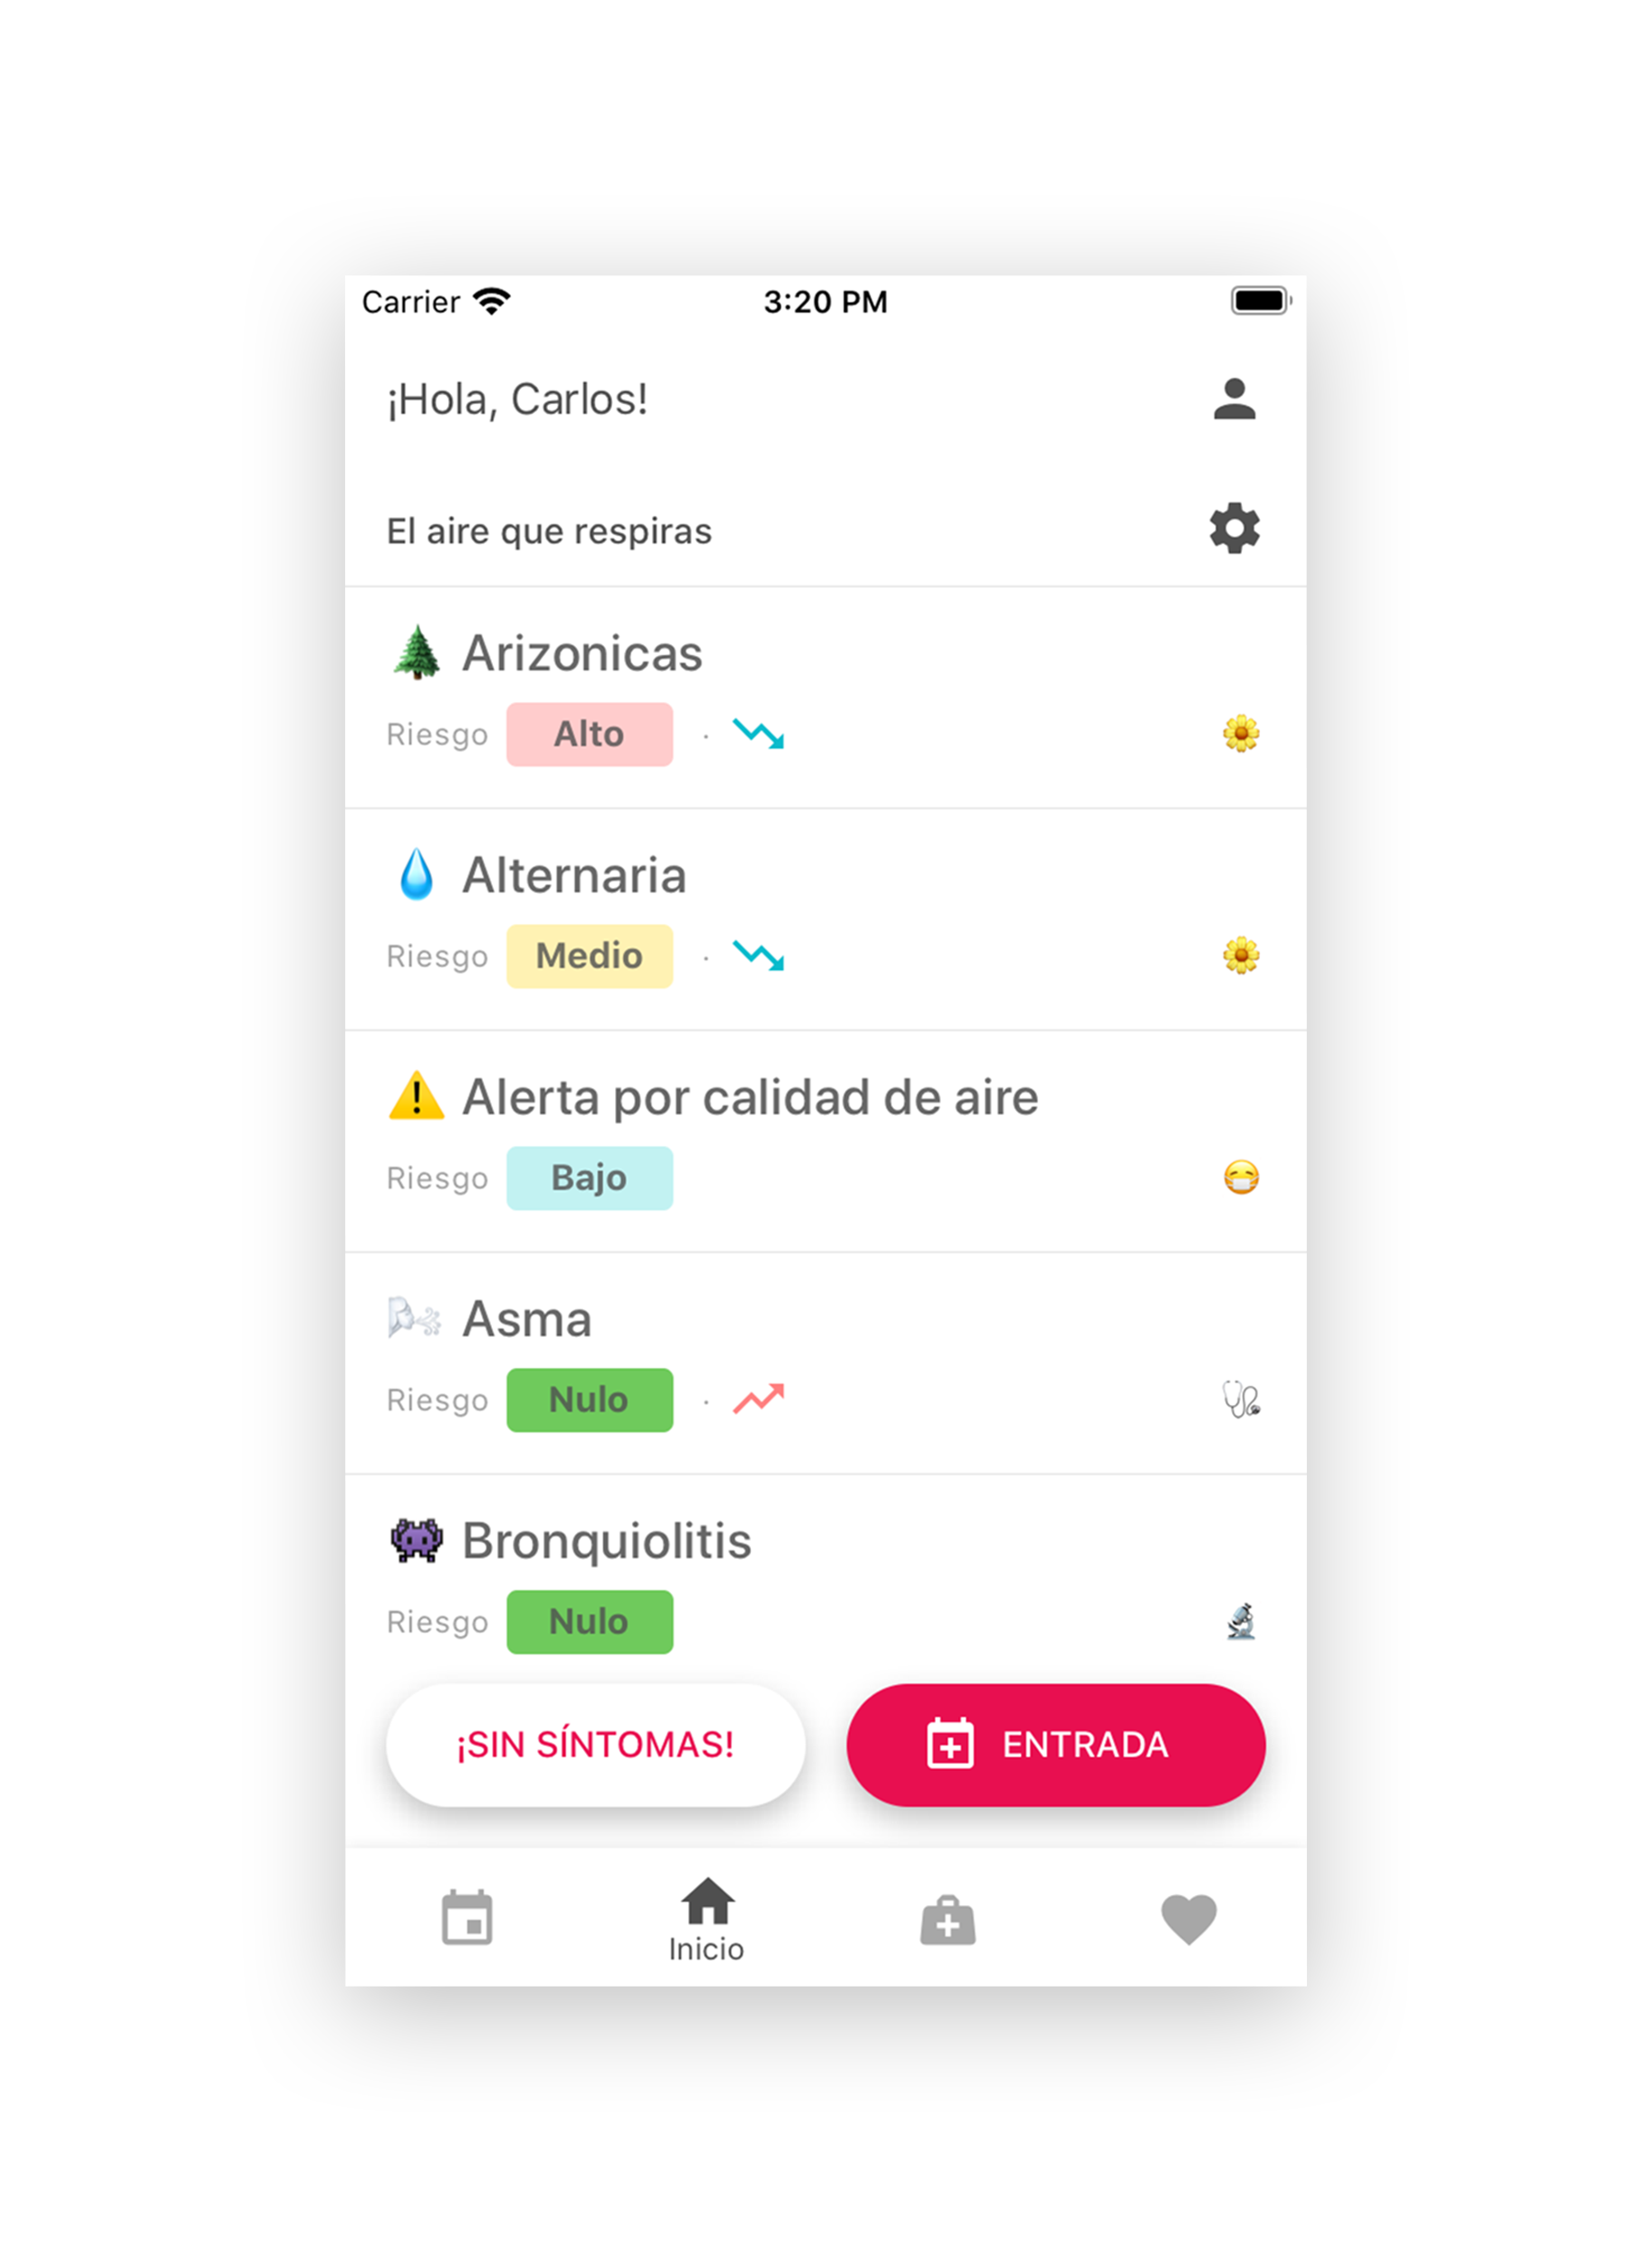 Carrier 3:20 PM
¡Hola, Carlos!
El aire que respiras
Arizonicas
Riesgo Alto ·
Alternaria
Riesgo Medio ·
Alerta por calidad de aire
Riesgo Bajo
Asma
Riesgo Nulo ·
Bronquiolitis
Riesgo Nulo
¡SIN SÍNTOMAS! ENTRADA
Inicio